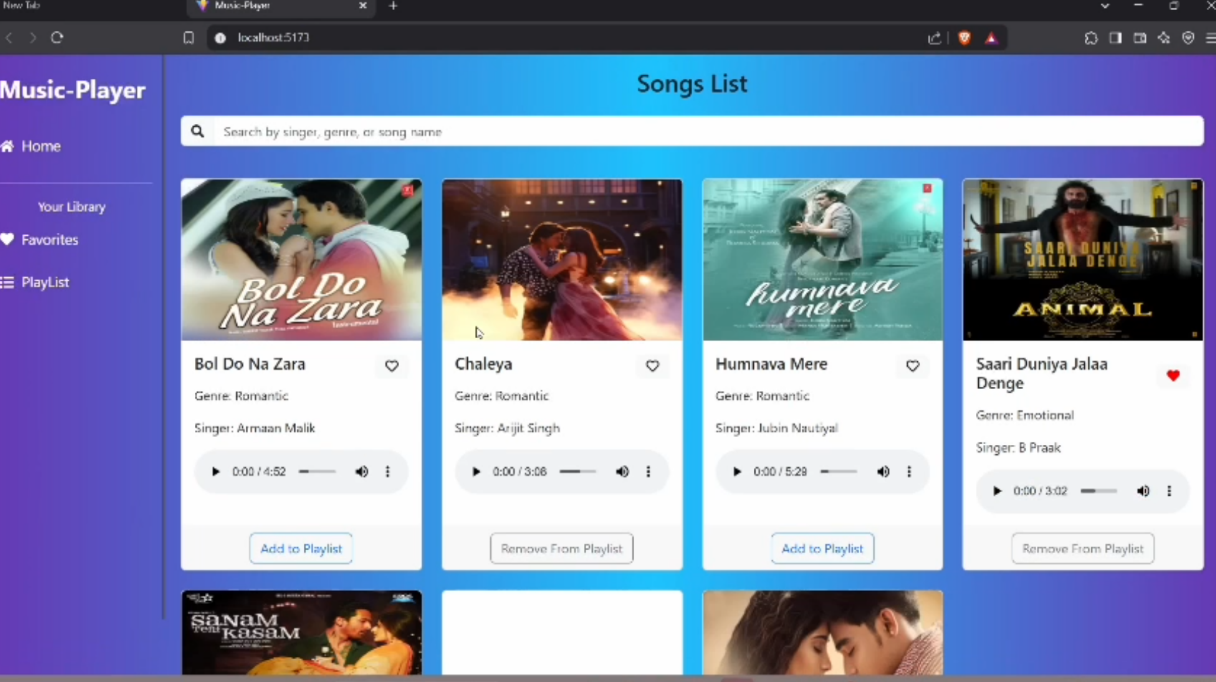 New Tab
Music-Player
localhost:5173
Music-Player
Home
Your Library
Favorites
PlayList
Songs List
Search by singer, genre, or song name
BOL DO
NA ZARA
humnava
mere
SAARI DUNIYA
JALAA DENGE
ANIMAL
Bol Do Na Zara
Genre: Romantic
Singer: Armaan Malik
0:00 / 4:52
Add to Playlist
Chaleya
Genre: Romantic
Singer: Arijit Singh
0:00 / 3:08
Remove From Playlist
Humnava Mere
Genre: Romantic
Singer: Jubin Nautiyal
0:00 / 5:29
Add to Playlist
Saari Duniya Jalaa
Denge
Genre: Emotional
Singer: B Praak
0:00 / 3:02
Remove From Playlist
SANAM
TERI KASAM